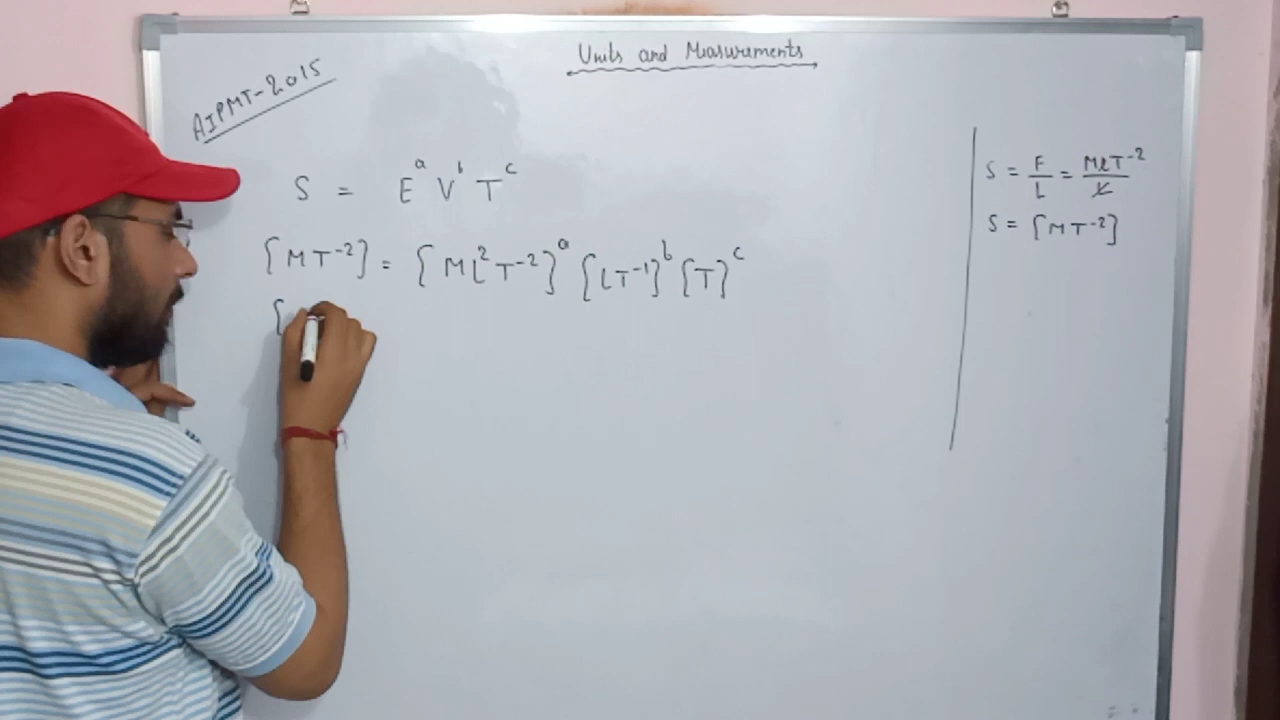 Units and Measurements
AIPMT-2015
S = E^a V^b T^c
[MT^-2] = [ML^2T^-2]^a [LT^-1]^b [T]^c
[
S = F/L = MLT^-2/L
S = [MT^-2]